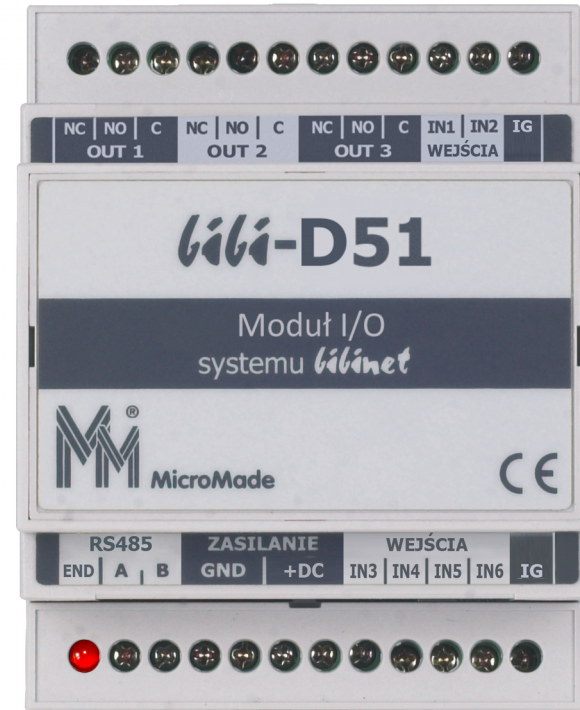 NC NO C NC NO C NC NO C IN1 IN2 IG
OUT 1 OUT 2 OUT 3 WEJŚCIA
bibi-D51
Moduł I/O
systemu bibinet
MM®
MicroMade
CE
RS485 ZASILANIE WEJŚCIA
END A B GND +DC IN3 IN4 IN5 IN6 IG